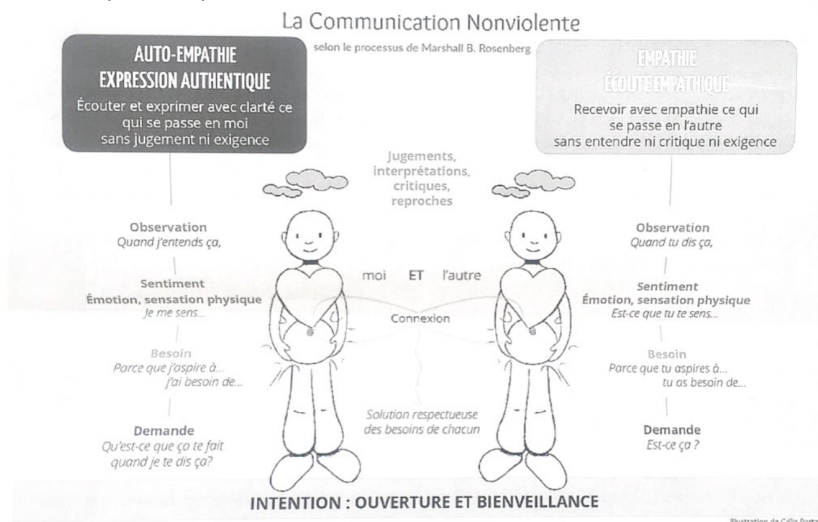 La Communication Nonviolente
selon le processus de Marshall B. Rosenberg
AUTO-EMPATHIE
EXPRESSION AUTHENTIQUE
Écouter et exprimer avec clarté ce
qui se passe en moi
sans jugement ni exigence
EMPATHIE
ÉCOUTE EMPATHIQUE
Recevoir avec empathie ce qui
se passe en l'autre
sans entendre ni critique ni exigence
Jugements,
interprétations,
critiques,
reproches
Observation
Quand j'entends ça,
Sentiment
Émotion, sensation physique
Je me sens...
Besoin
Parce que j'aspire à...
j'ai besoin de...
Demande
Qu'est-ce que ça te fait
quand je te dis ça?
moi ET l'autre
Connexion
Solution respectueuse
des besoins de chacun
Observation
Quand tu dis ça,
Sentiment
Émotion, sensation physique
Est-ce que tu te sens...
Besoin
Parce que tu aspires à...
tu as besoin de...
Demande
Est-ce ça ?
INTENTION : OUVERTURE ET BIENVEILLANCE
Illustration de Célia